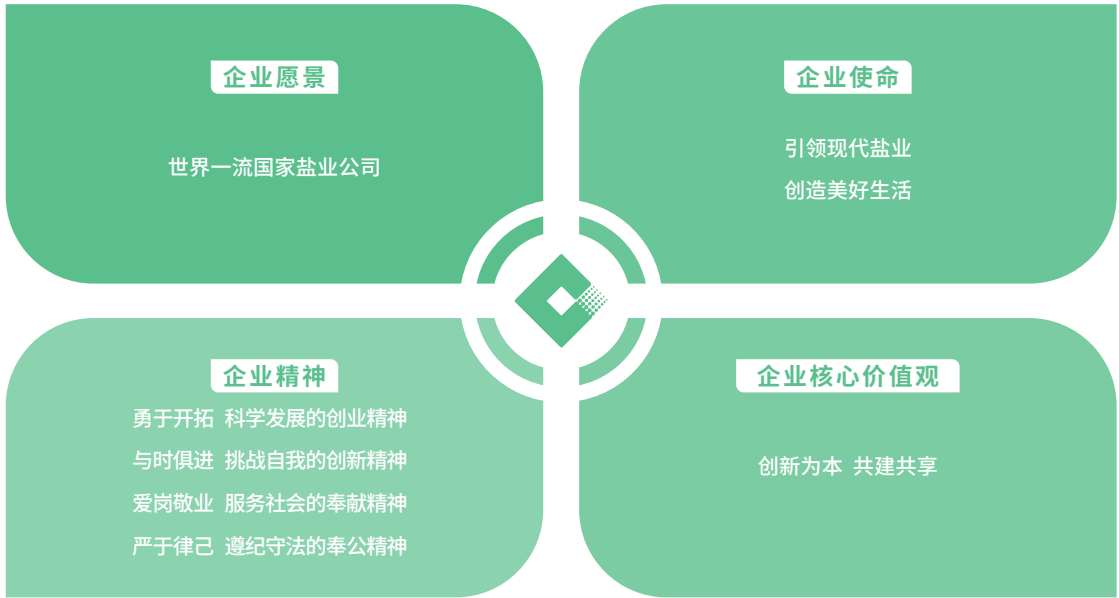 企业愿景
世界一流国家盐业公司
企业使命
引领现代盐业
创造美好生活
企业精神
勇于开拓 科学发展的创业精神
与时俱进 挑战自我的创新精神
爱岗敬业 服务社会的奉献精神
严于律己 遵纪守法的奉公精神
企业核心价值观
创新为本 共建共享